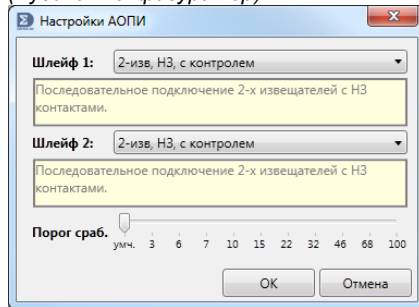 Настройки АОПИ
Шлейф 1:
2-изв, НЗ, с контролем
Последовательное подключение 2-х извещателей с НЗ
контактами.
Шлейф 2:
2-изв, НЗ, с контролем
Последовательное подключение 2-х извещателей с НЗ
контактами.
Порог сраб.
умч. 3 6 7 10 15 22 32 46 68 100
OK
Отмена